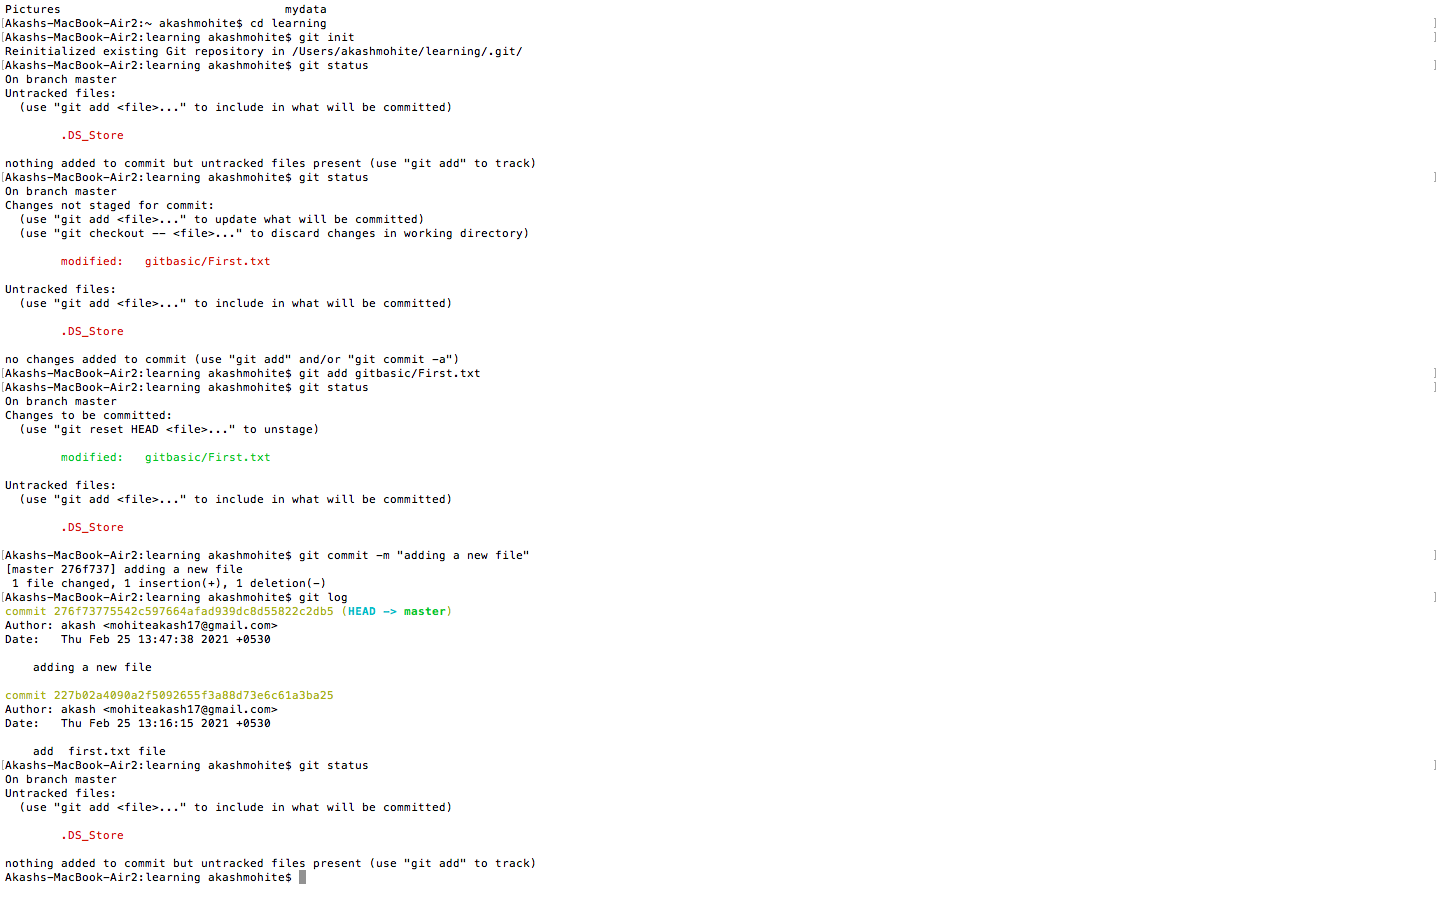 Pictures                                mydata
[Akashs-MacBook-Air2:~ akashmohite$ cd learning ]
[Akashs-MacBook-Air2:learning akashmohite$ git init ]
Reinitialized existing Git repository in /Users/akashmohite/learning/.git/
[Akashs-MacBook-Air2:learning akashmohite$ git status ]
On branch master
Untracked files:
  (use "git add <file>..." to include in what will be committed)

        .DS_Store

nothing added to commit but untracked files present (use "git add" to track)
[Akashs-MacBook-Air2:learning akashmohite$ git status ]
On branch master
Changes not staged for commit:
  (use "git add <file>..." to update what will be committed)
  (use "git checkout -- <file>..." to discard changes in working directory)

        modified:   gitbasic/First.txt

Untracked files:
  (use "git add <file>..." to include in what will be committed)

        .DS_Store

no changes added to commit (use "git add" and/or "git commit -a")
[Akashs-MacBook-Air2:learning akashmohite$ git add gitbasic/First.txt ]
[Akashs-MacBook-Air2:learning akashmohite$ git status ]
On branch master
Changes to be committed:
  (use "git reset HEAD <file>..." to unstage)

        modified:   gitbasic/First.txt

Untracked files:
  (use "git add <file>..." to include in what will be committed)

        .DS_Store

[Akashs-MacBook-Air2:learning akashmohite$ git commit -m "adding a new file" ]
[master 276f737] adding a new file
 1 file changed, 1 insertion(+), 1 deletion(-)
[Akashs-MacBook-Air2:learning akashmohite$ git log ]
commit 276f73775542c597664afad939dc8d55822c2db5 (HEAD -> master)
Author: akash <mohiteakash17@gmail.com>
Date:   Thu Feb 25 13:47:38 2021 +0530

    adding a new file

commit 227b02a4090a2f5092655f3a88d73e6c61a3ba25
Author: akash <mohiteakash17@gmail.com>
Date:   Thu Feb 25 13:16:15 2021 +0530

    add  first.txt file
[Akashs-MacBook-Air2:learning akashmohite$ git status ]
On branch master
Untracked files:
  (use "git add <file>..." to include in what will be committed)

        .DS_Store

nothing added to commit but untracked files present (use "git add" to track)
Akashs-MacBook-Air2:learning akashmohite$